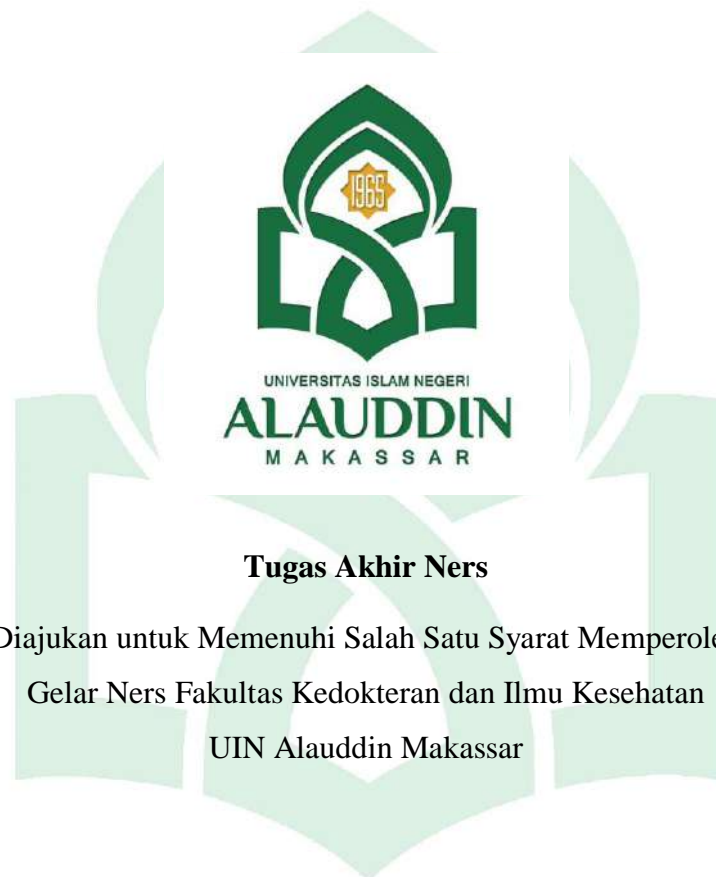 1965
UNIVERSITAS ISLAM NEGERI
ALAUDDIN
MAKASSAR
Tugas Akhir Ners
Diajukan untuk Memenuhi Salah Satu Syarat Memperole
Gelar Ners Fakultas Kedokteran dan Ilmu Kesehatan
UIN Alauddin Makassar